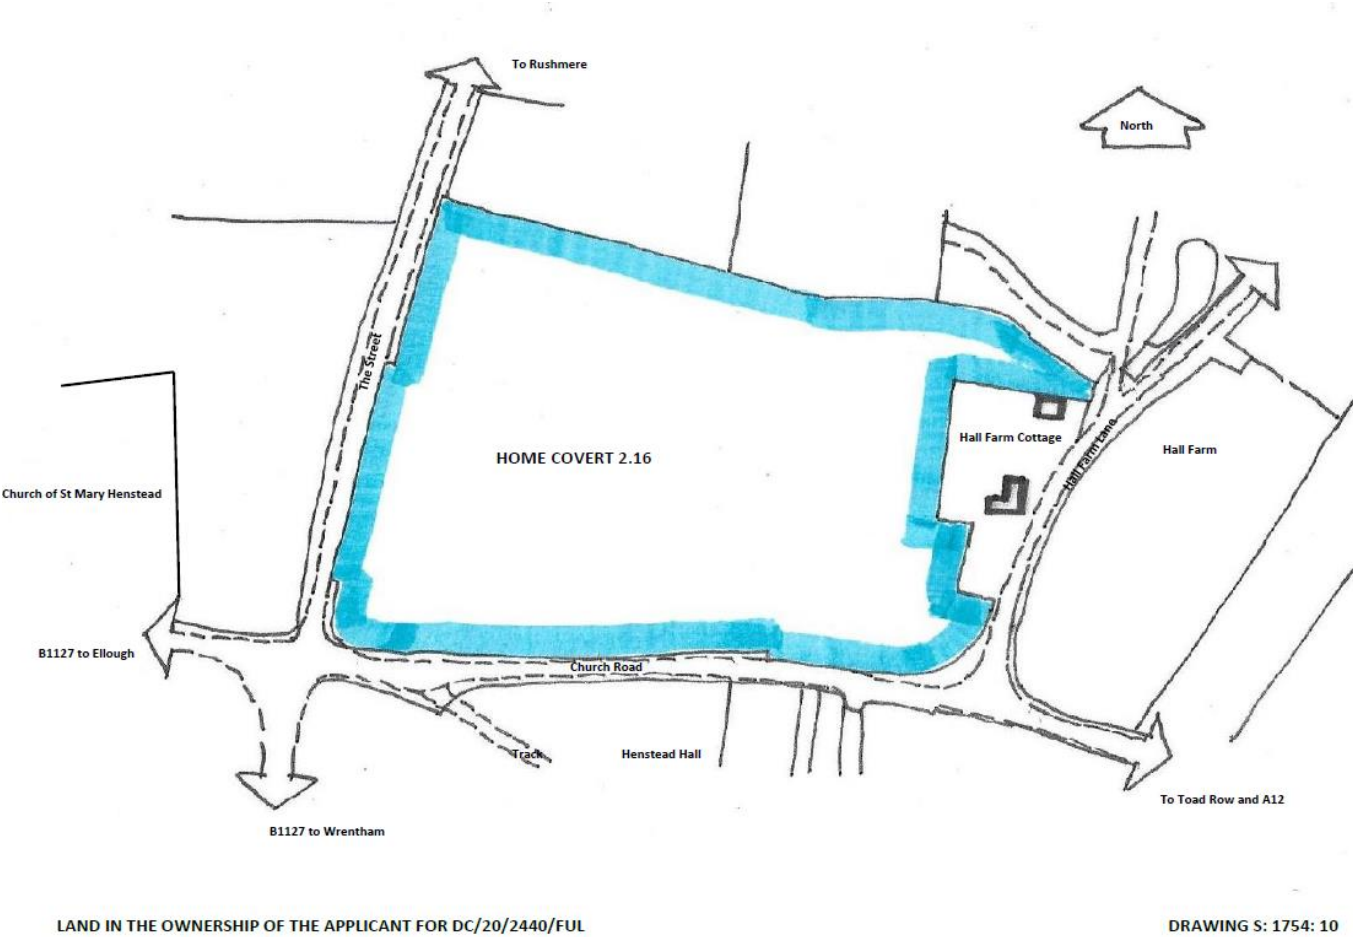 To Rushmere
North
The Street
Hall Farm Cottage
Hall Farm Lane
Hall Farm
HOME COVERT 2.16
Church of St Mary Henstead
B1127 to Ellough
Church Road
Track
Henstead Hall
To Toad Row and A12
B1127 to Wrentham
LAND IN THE OWNERSHIP OF THE APPLICANT FOR DC/20/2440/FUL
DRAWING S: 1754: 10